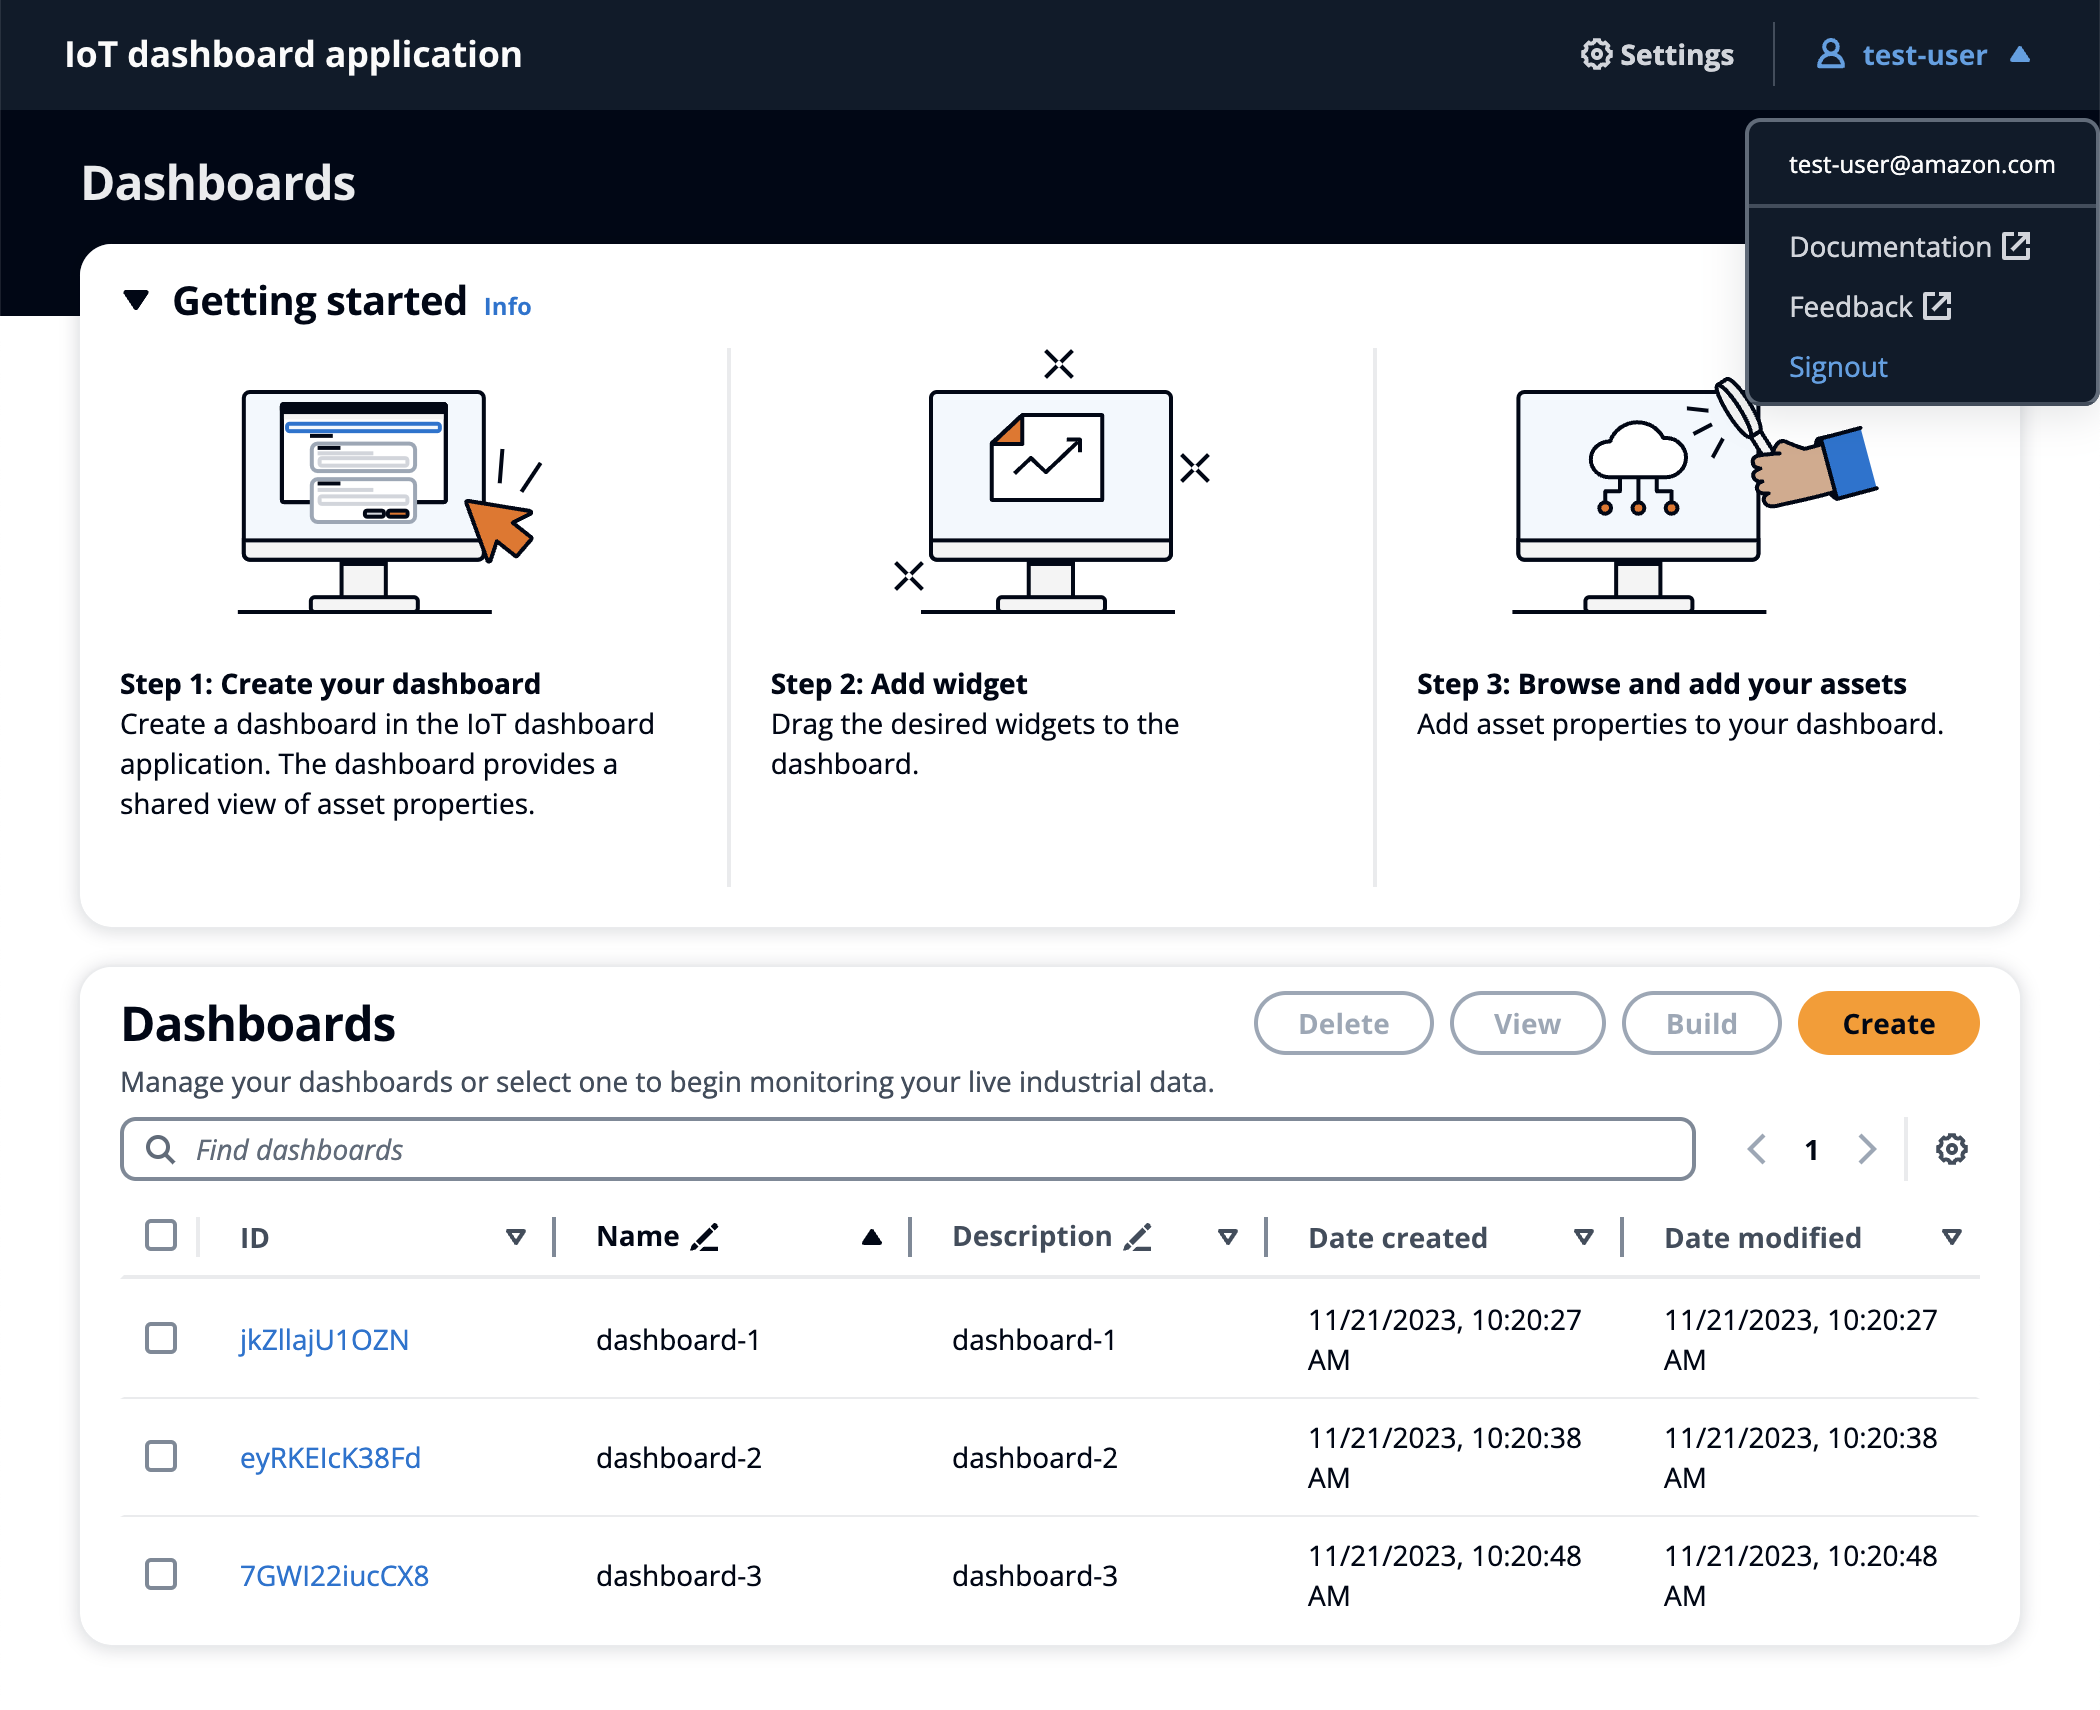 IoT dashboard application
Settings
test-user
test-user@amazon.com
Documentation
Feedback
Signout
Dashboards
Getting started Info
Step 1: Create your dashboard
Create a dashboard in the IoT dashboard
application. The dashboard provides a
shared view of asset properties.
Step 2: Add widget
Drag the desired widgets to the
dashboard.
Step 3: Browse and add your assets
Add asset properties to your dashboard.
Dashboards
Delete
View
Build
Create
Manage your dashboards or select one to begin monitoring your live industrial data.
Find dashboards
1
ID Name Description Date created Date modified
jkZllajU1OZN dashboard-1 dashboard-1 11/21/2023, 10:20:27 AM 11/21/2023, 10:20:27 AM
eyRKEIcK38Fd dashboard-2 dashboard-2 11/21/2023, 10:20:38 AM 11/21/2023, 10:20:38 AM
7GWI22iucCX8 dashboard-3 dashboard-3 11/21/2023, 10:20:48 AM 11/21/2023, 10:20:48 AM